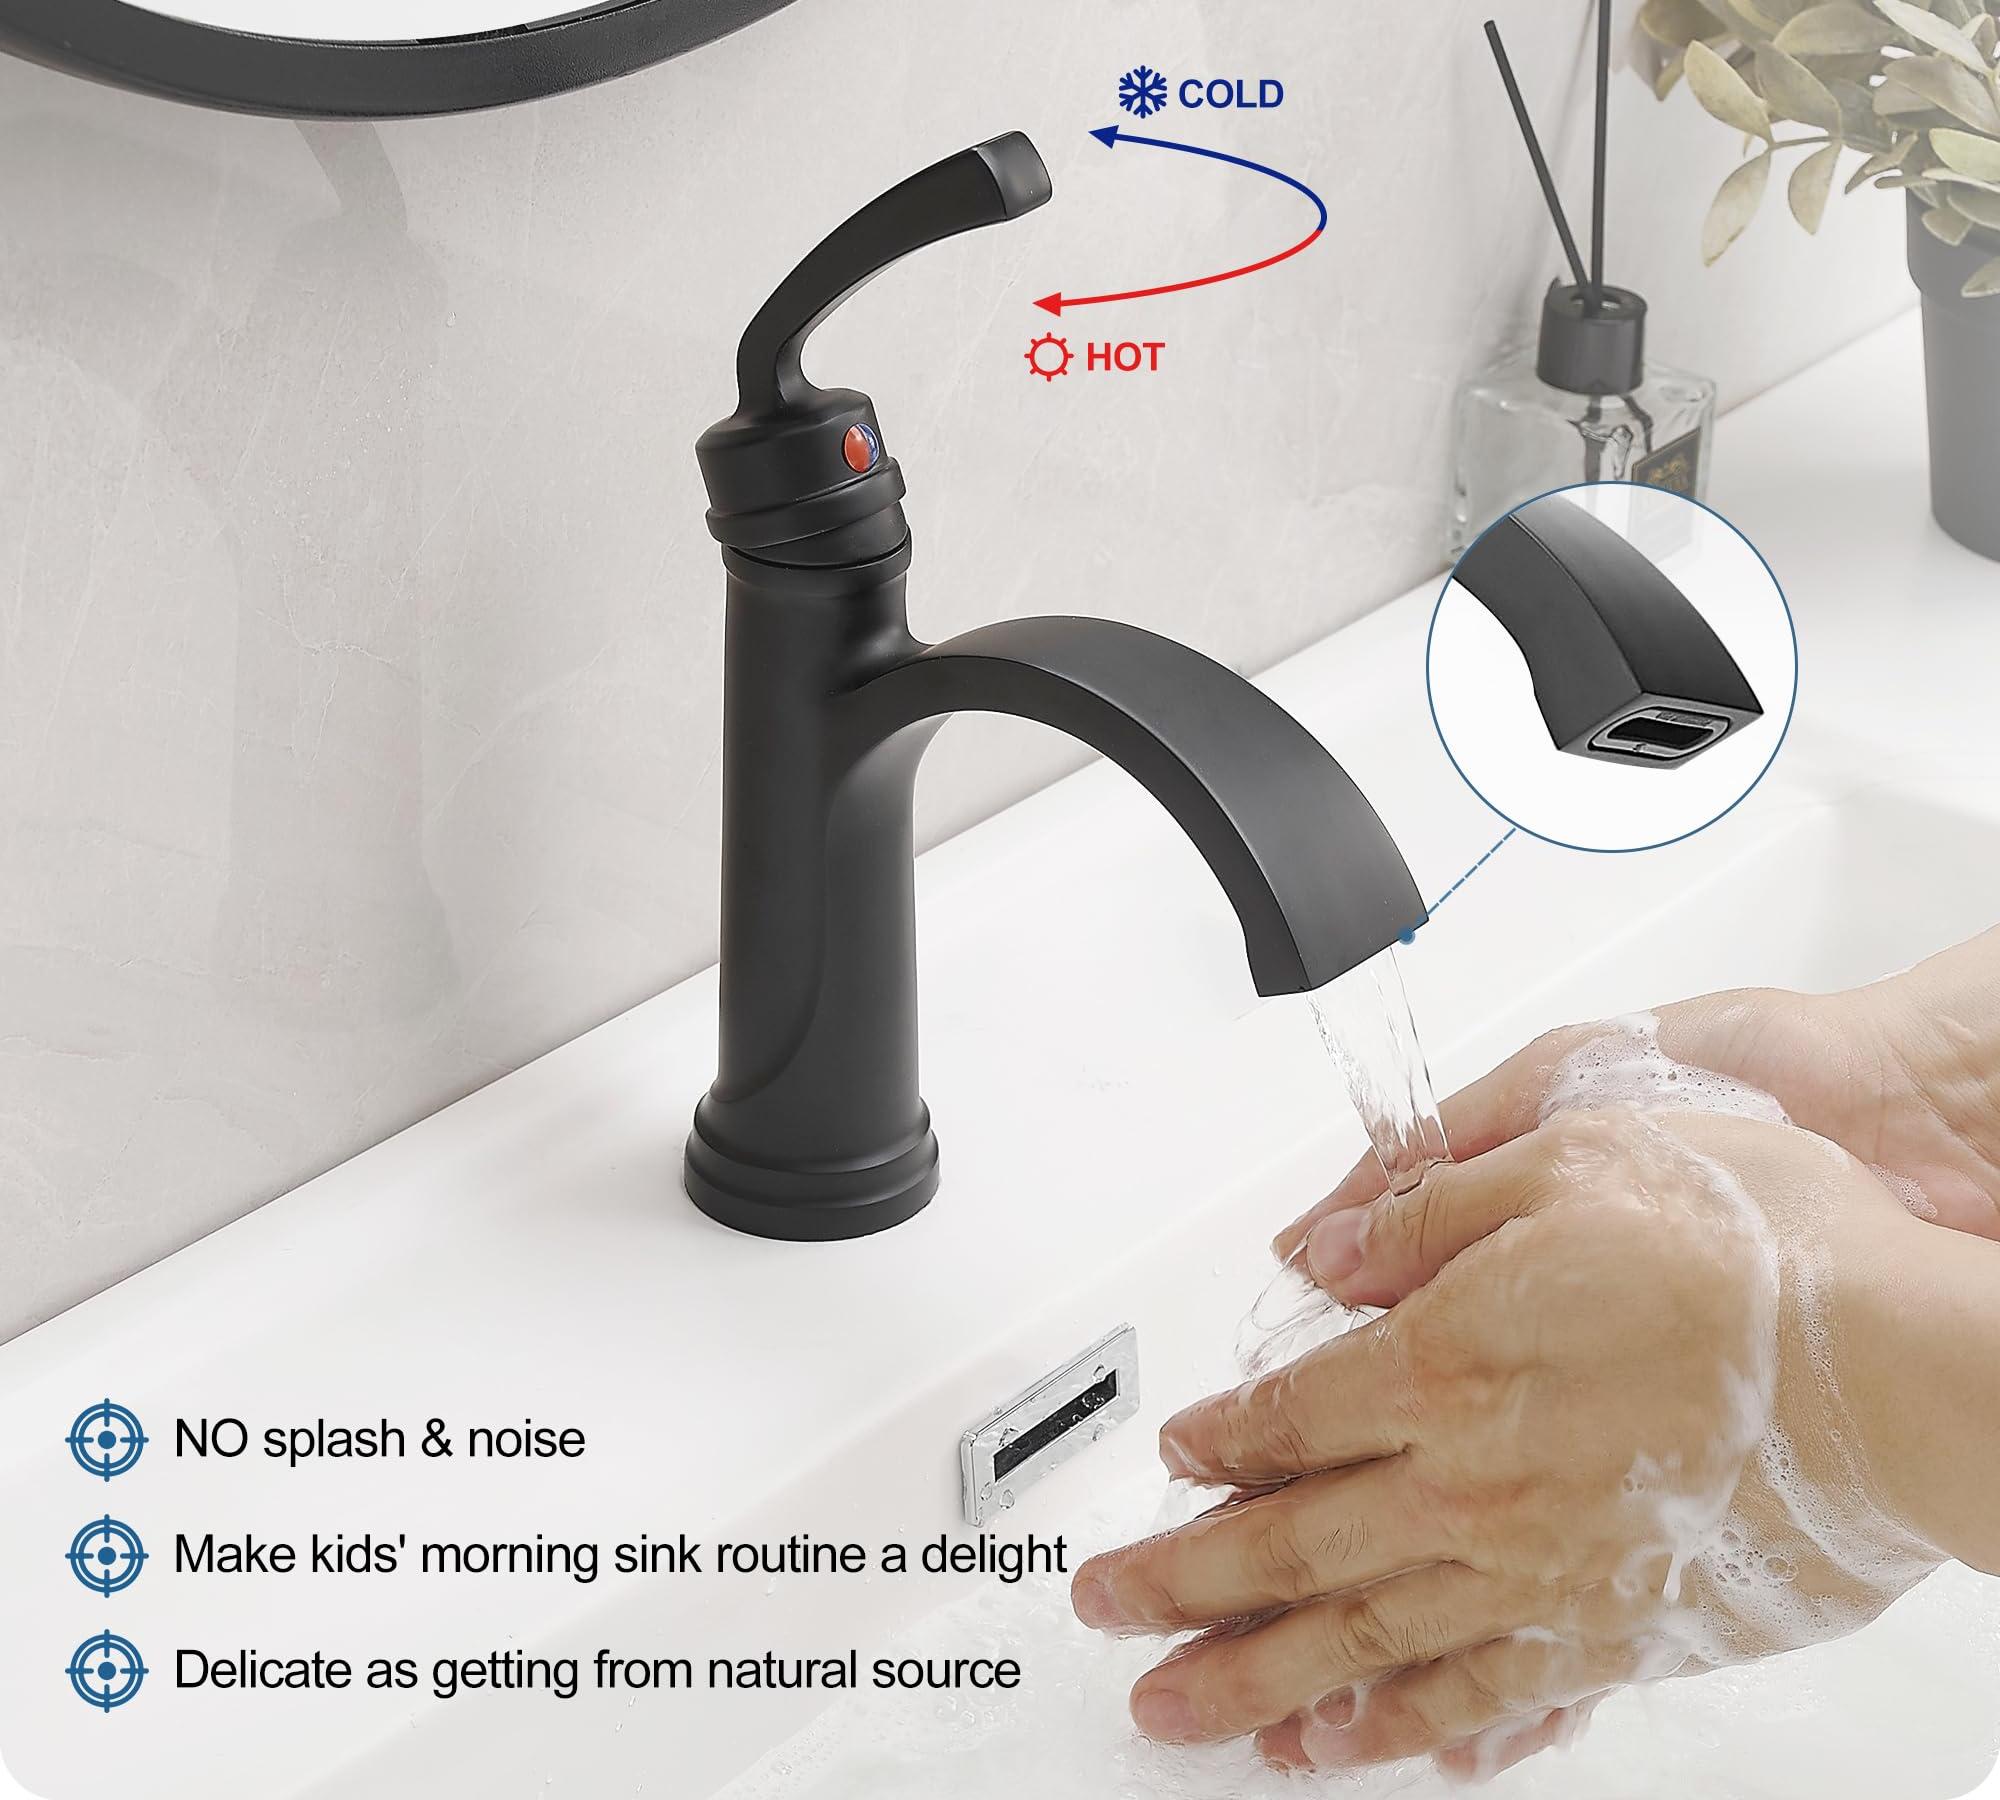 COLD
HOT
NO splash & noise
Make kids' morning sink routine a delight
Delicate as getting from natural source